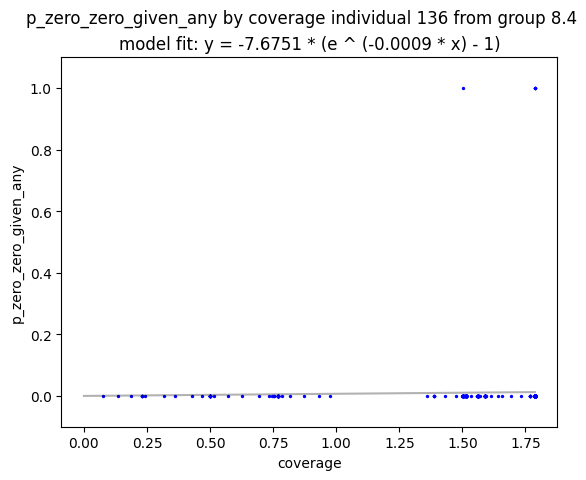 p_zero_zero_given_any by coverage individual 136 from group 8.4
model fit: y = -7.6751 * (e ^ (-0.0009 * x) - 1)
p_zero_zero_given_any
1.0
0.8
0.6
0.4
0.2
0.0
0.00 0.25 0.50 0.75 1.00 1.25 1.50 1.75
coverage